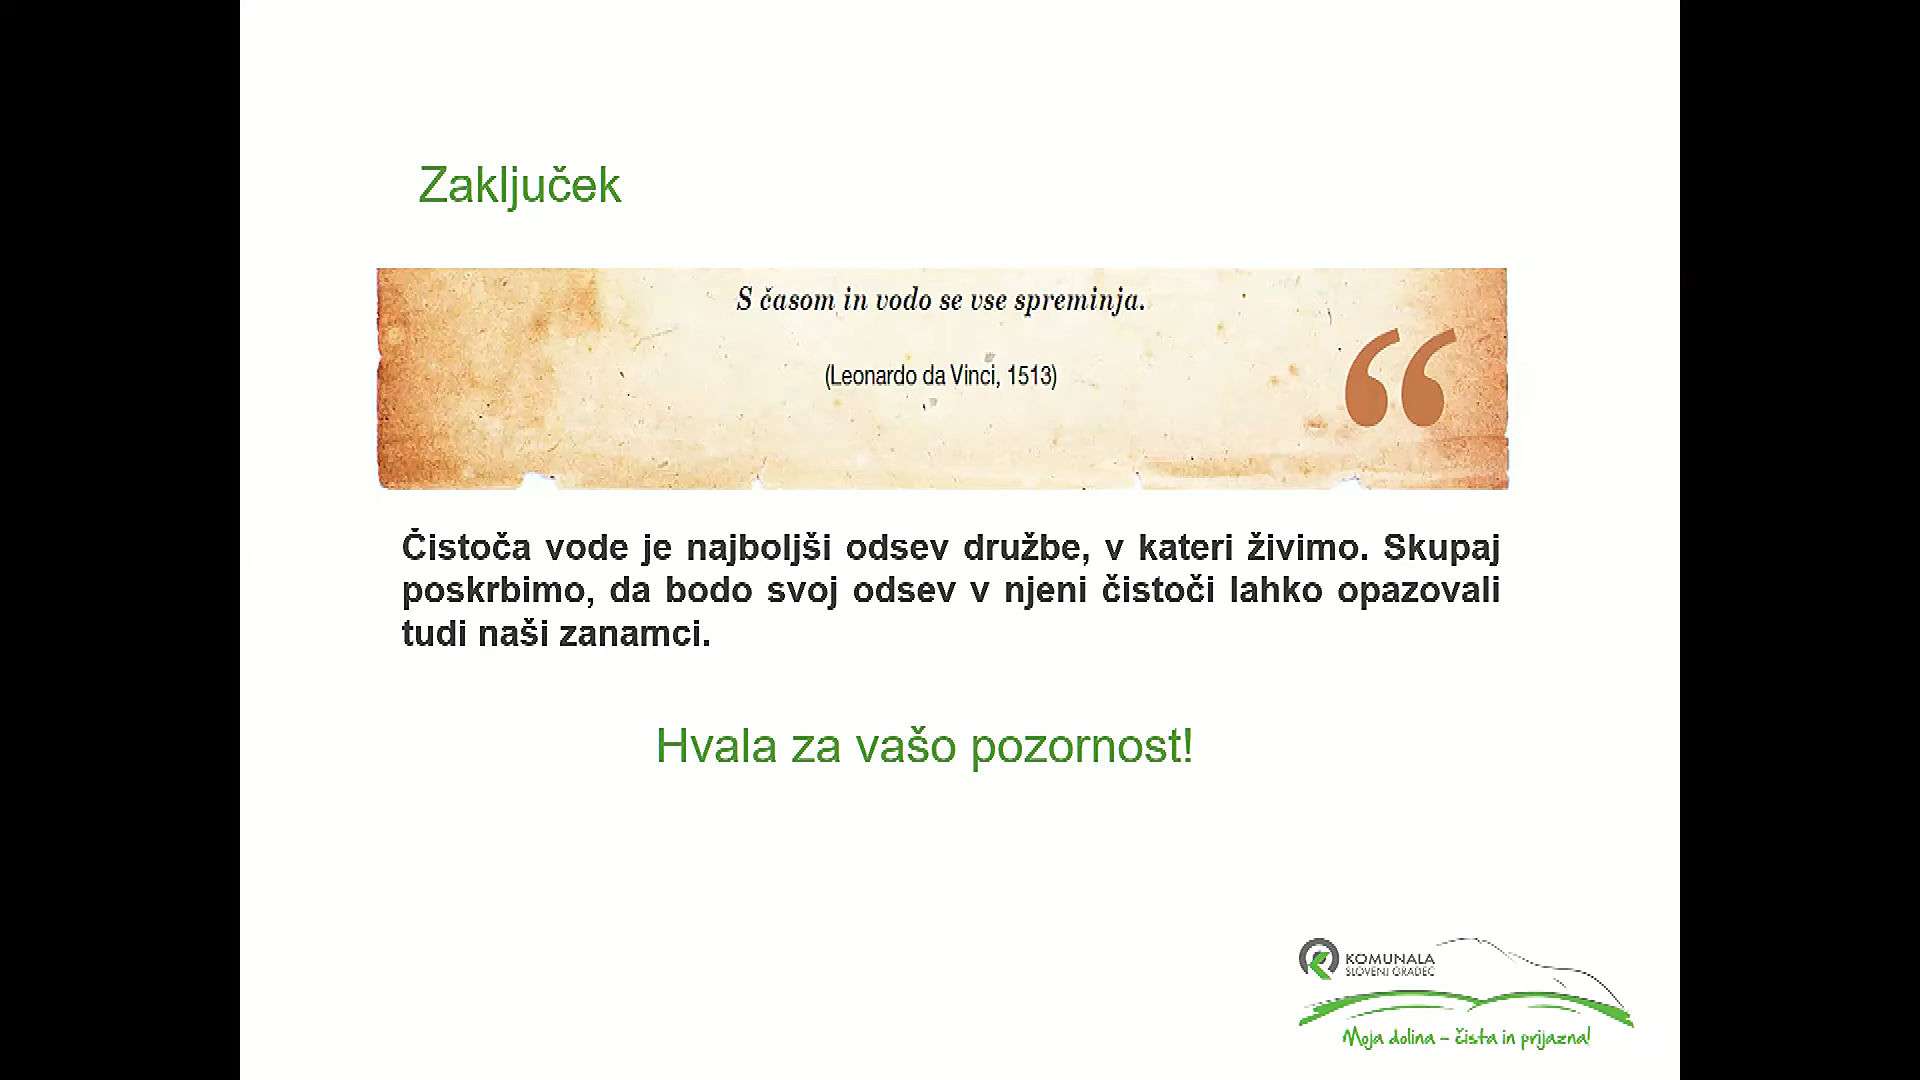 Zaključek
S časom in vodo se vse spreminja.
(Leonardo da Vinci, 1513)
Čistoča vode je najboljši odsev družbe, v kateri živimo. Skupaj
poskrbimo, da bodo svoj odsev v njeni čistoči lahko opazovali
tudi naši zanamci.
Hvala za vašo pozornost!
KOMUNALA
SLOVENJ GRADEC
Moja dolina – čista in prijazna!